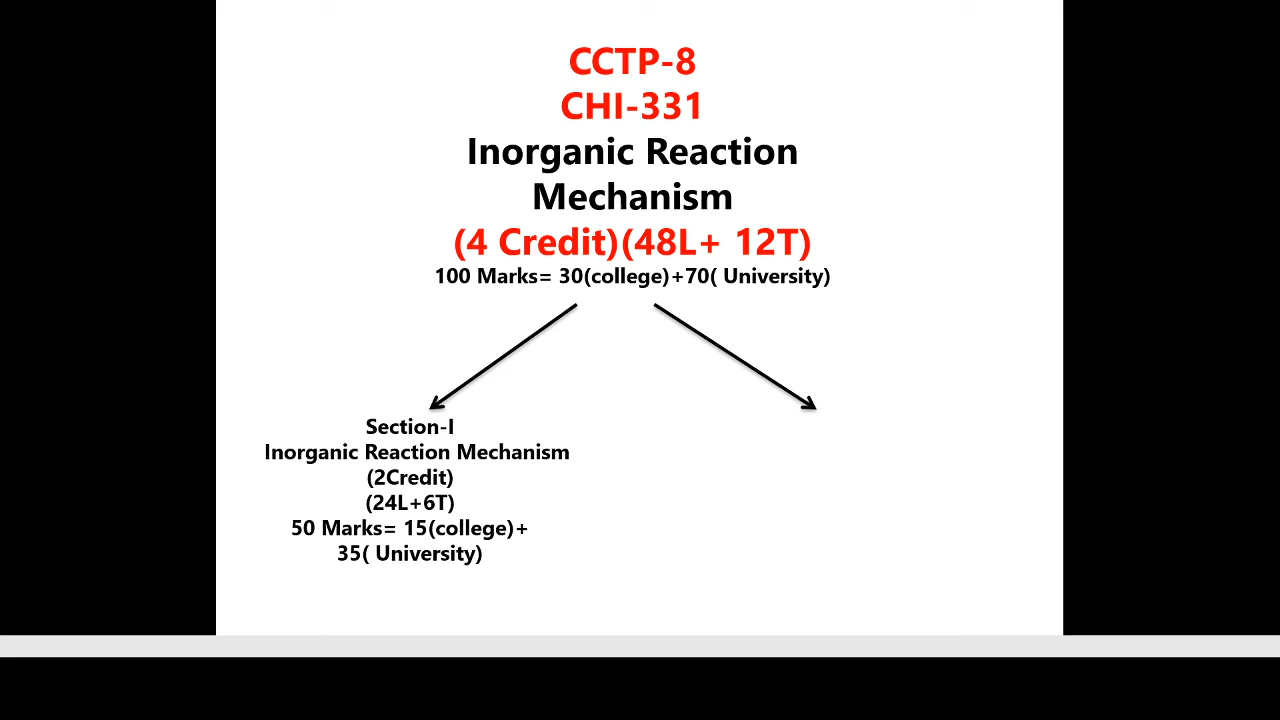 CCTP-8
CHI-331
Inorganic Reaction
Mechanism
(4 Credit)(48L+ 12T)
100 Marks= 30(college)+70( University)
Section-I
Inorganic Reaction Mechanism
(2Credit)
(24L+6T)
50 Marks= 15(college)+
35( University)